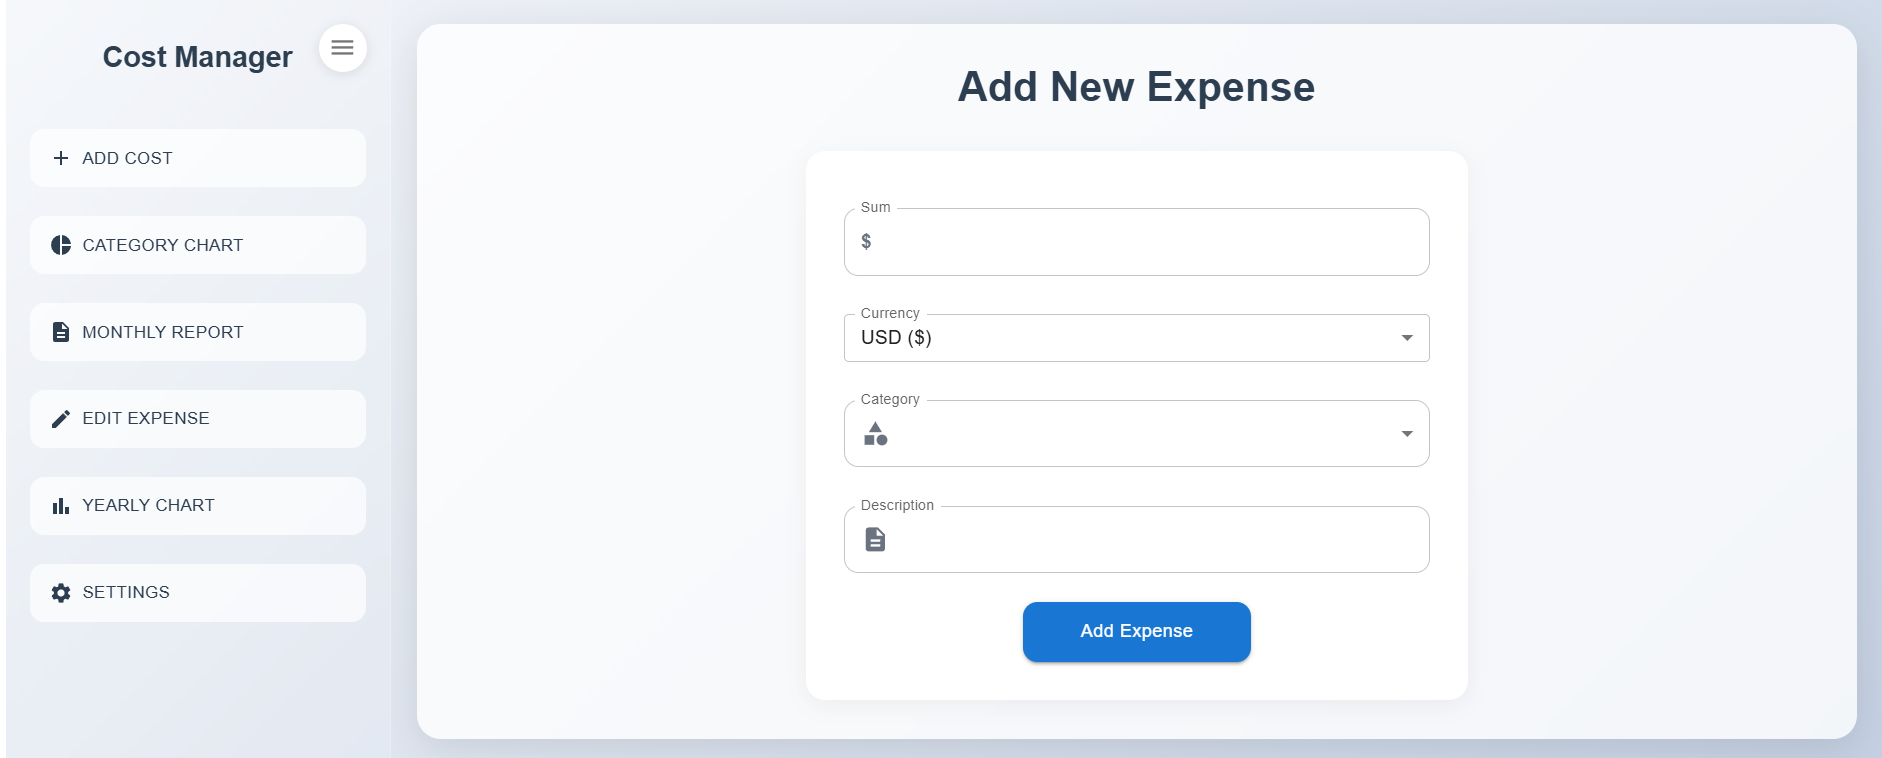 Cost Manager
ADD COST
CATEGORY CHART
MONTHLY REPORT
EDIT EXPENSE
YEARLY CHART
SETTINGS
Add New Expense
Sum
$
Currency
USD ($)
Category
Description
Add Expense